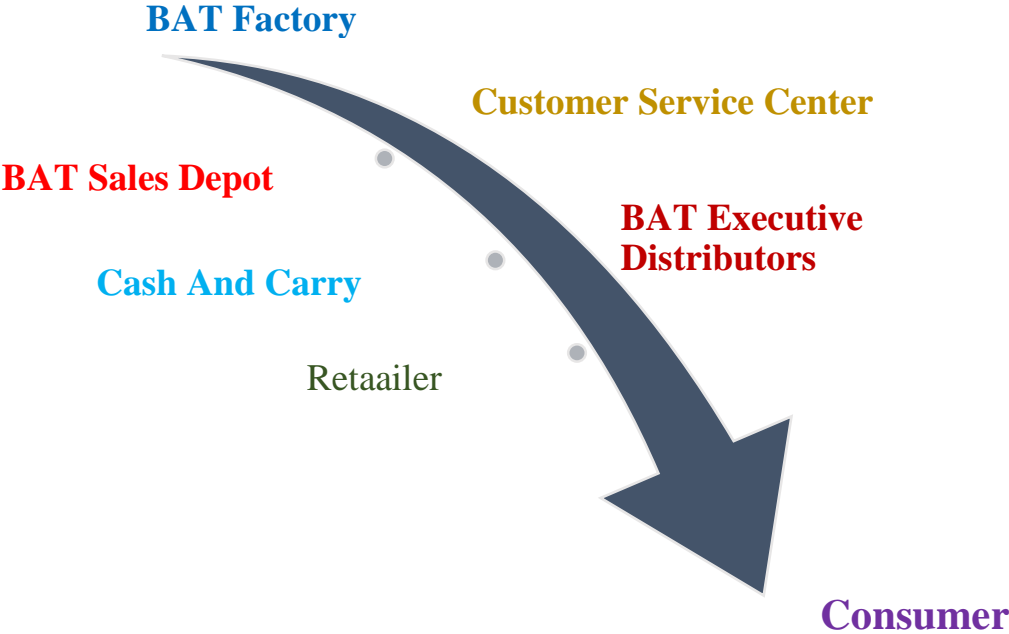 BAT Factory
Customer Service Center
BAT Sales Depot
BAT Executive
Distributors
Cash And Carry
Retaailer
Consumer